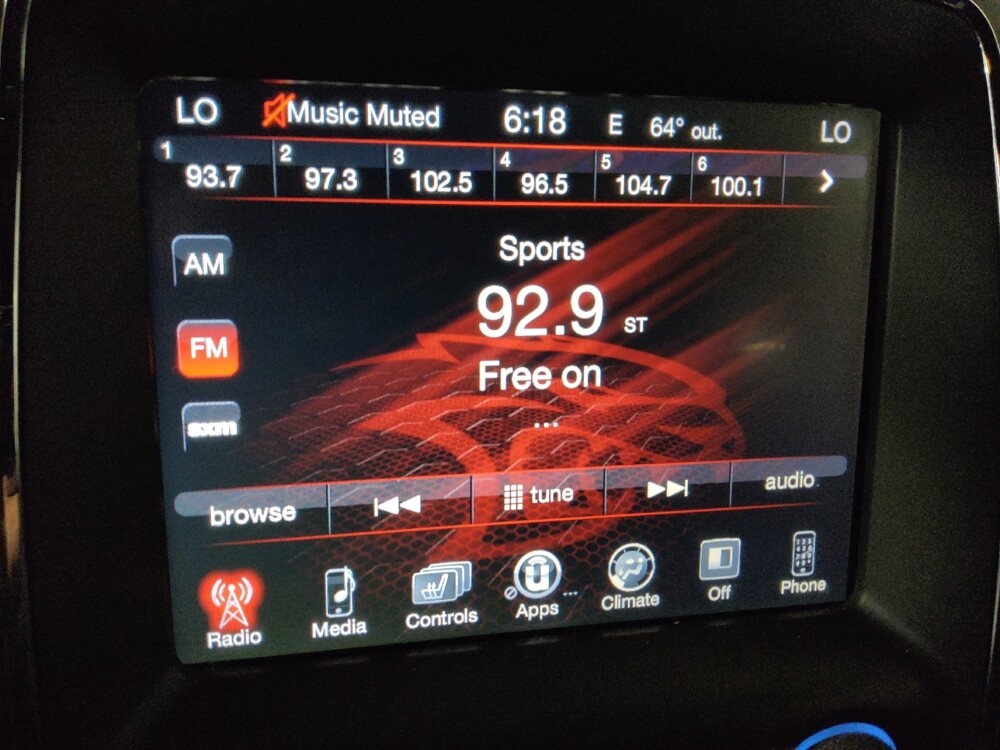 LO Music Muted 6:18 E 64° out. LO
1 2 3 4 5 6
93.7 97.3 102.5 96.5 104.7 100.1
Sports
AM
92.9 ST
FM
Free on
...
sxm
browse tune audio
Radio Media Controls Apps ... Climate Off Phone